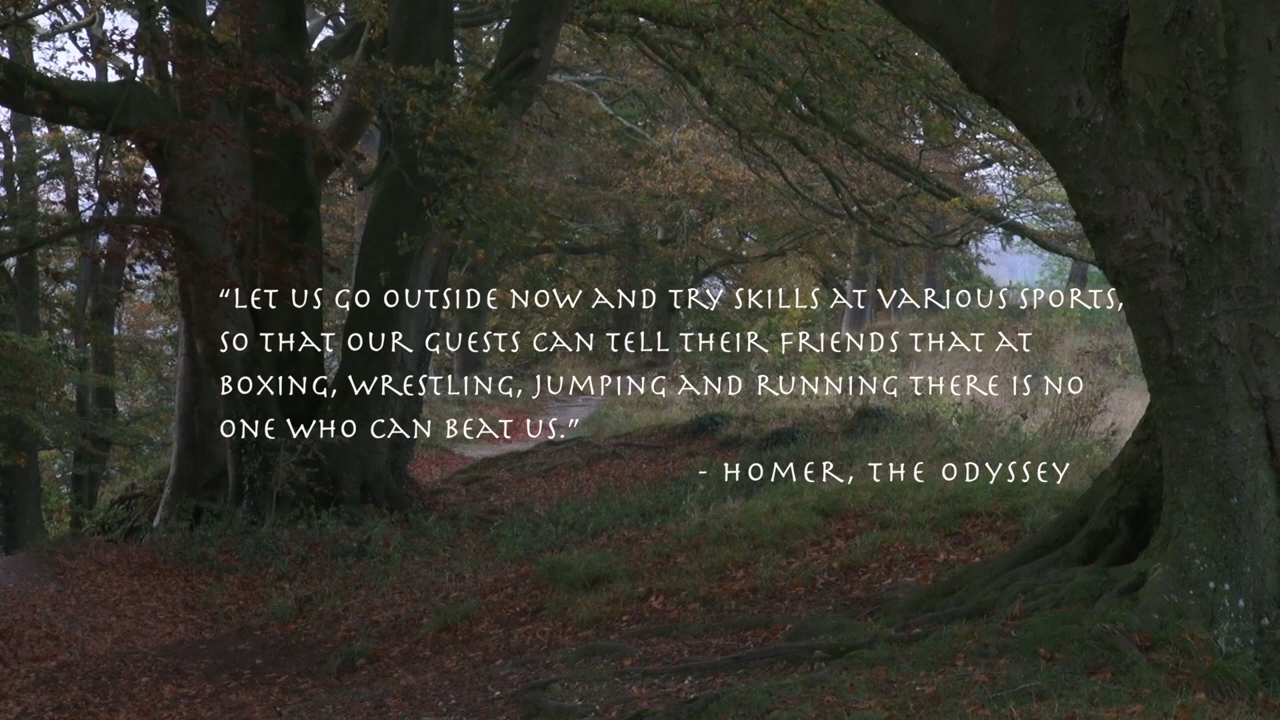 “LET US GO OUTSIDE NOW AND TRY SKILLS AT VARIOUS SPORTS,
SO THAT OUR GUESTS CAN TELL THEIR FRIENDS THAT AT
BOXING, WRESTLING, JUMPING AND RUNNING THERE IS NO
ONE WHO CAN BEAT US.”
- HOMER, THE ODYSSEY